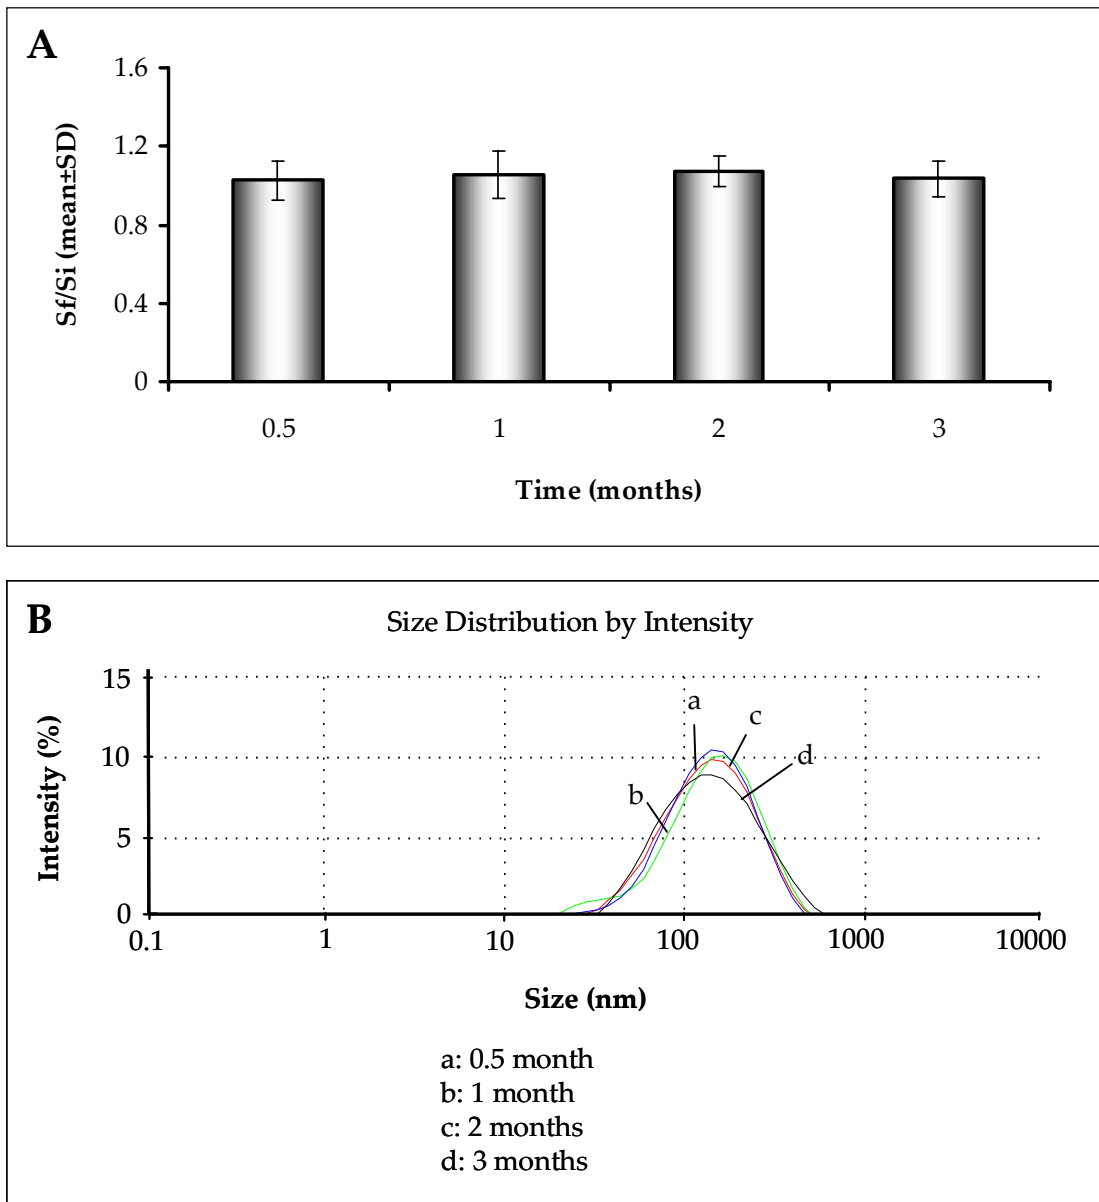 A
1.6
1.2
0.8
0.4
0
Sf/Si (mean±SD)
0.5 1 2 3
Time (months)
B
Size Distribution by Intensity
15
10
5
0
Intensity (%)
a
c
d
b
0.1 1 10 100 1000 10000
Size (nm)
a: 0.5 month
b: 1 month
c: 2 months
d: 3 months